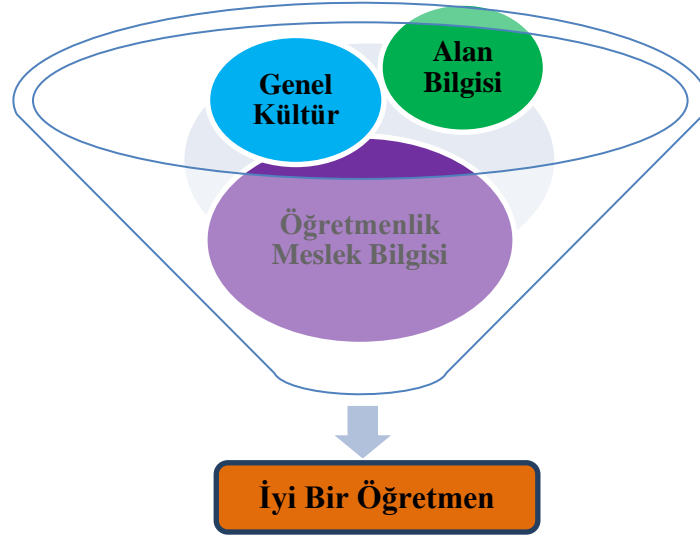 Genel
Kültür
Alan
Bilgisi
Öğretmenlik
Meslek Bilgisi
İyi Bir Öğretmen